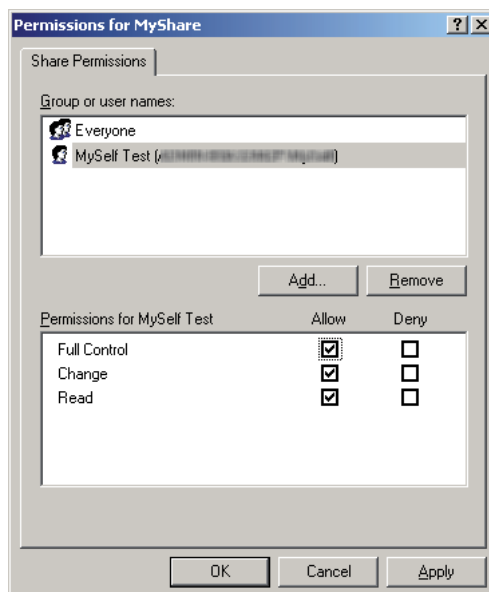 Permissions for MyShare
Share Permissions
Group or user names:
Everyone
MySelf Test (
Add... Remove
Permissions for MySelf Test Allow Deny
Full Control
Change
Read
OK Cancel Apply